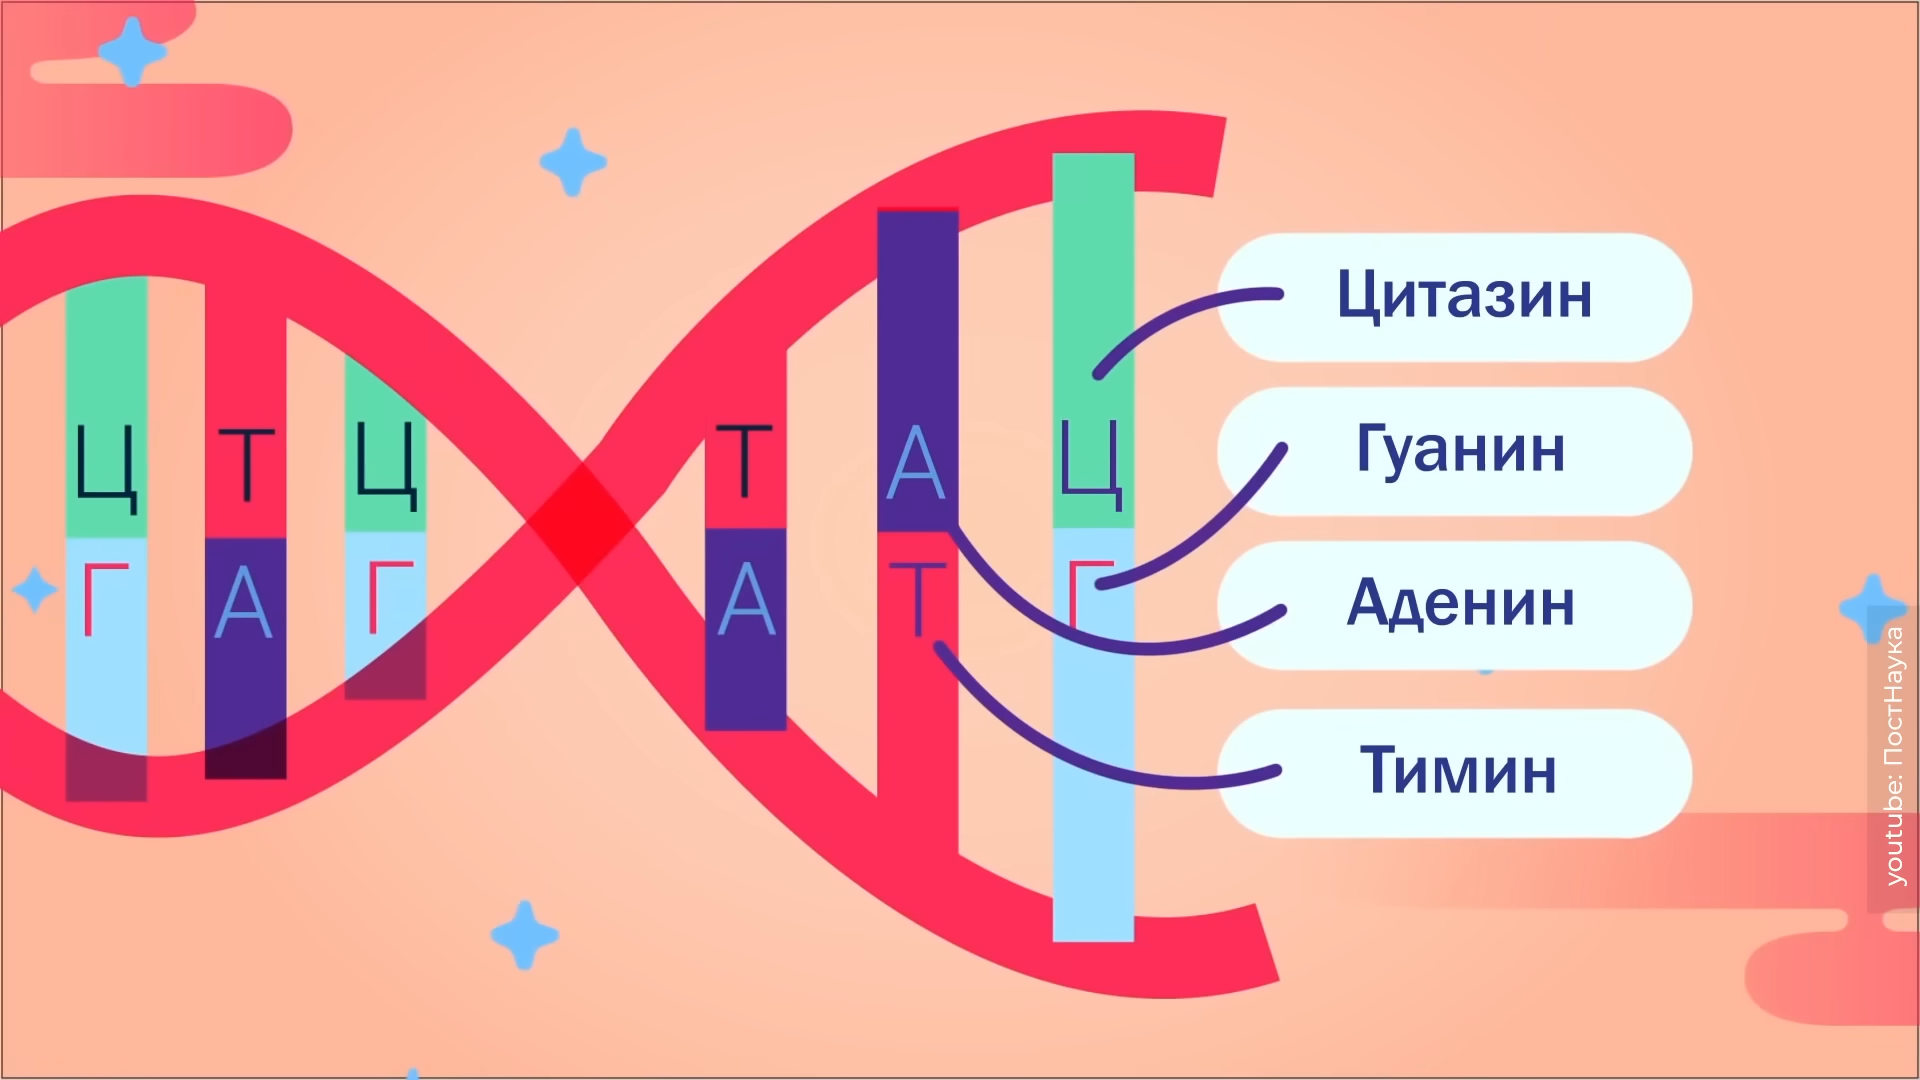 Ц Т Ц Т А Ц
Г А Г А Т Г
Цитазин
Гуанин
Аденин
Тимин
youtube: ПостНаука